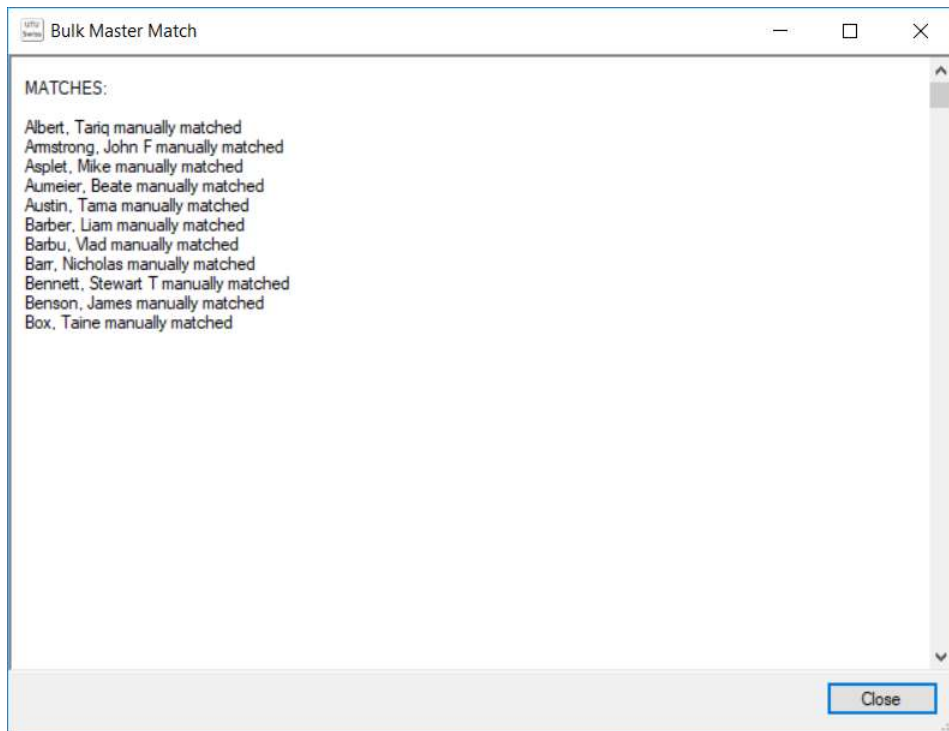 UTU
Swiss
Bulk Master Match
MATCHES:
Albert, Tariq manually matched
Armstrong, John F manually matched
Asplet, Mike manually matched
Aumeier, Beate manually matched
Austin, Tama manually matched
Barber, Liam manually matched
Barbu, Vlad manually matched
Barr, Nicholas manually matched
Bennett, Stewart T manually matched
Benson, James manually matched
Box, Taine manually matched
Close